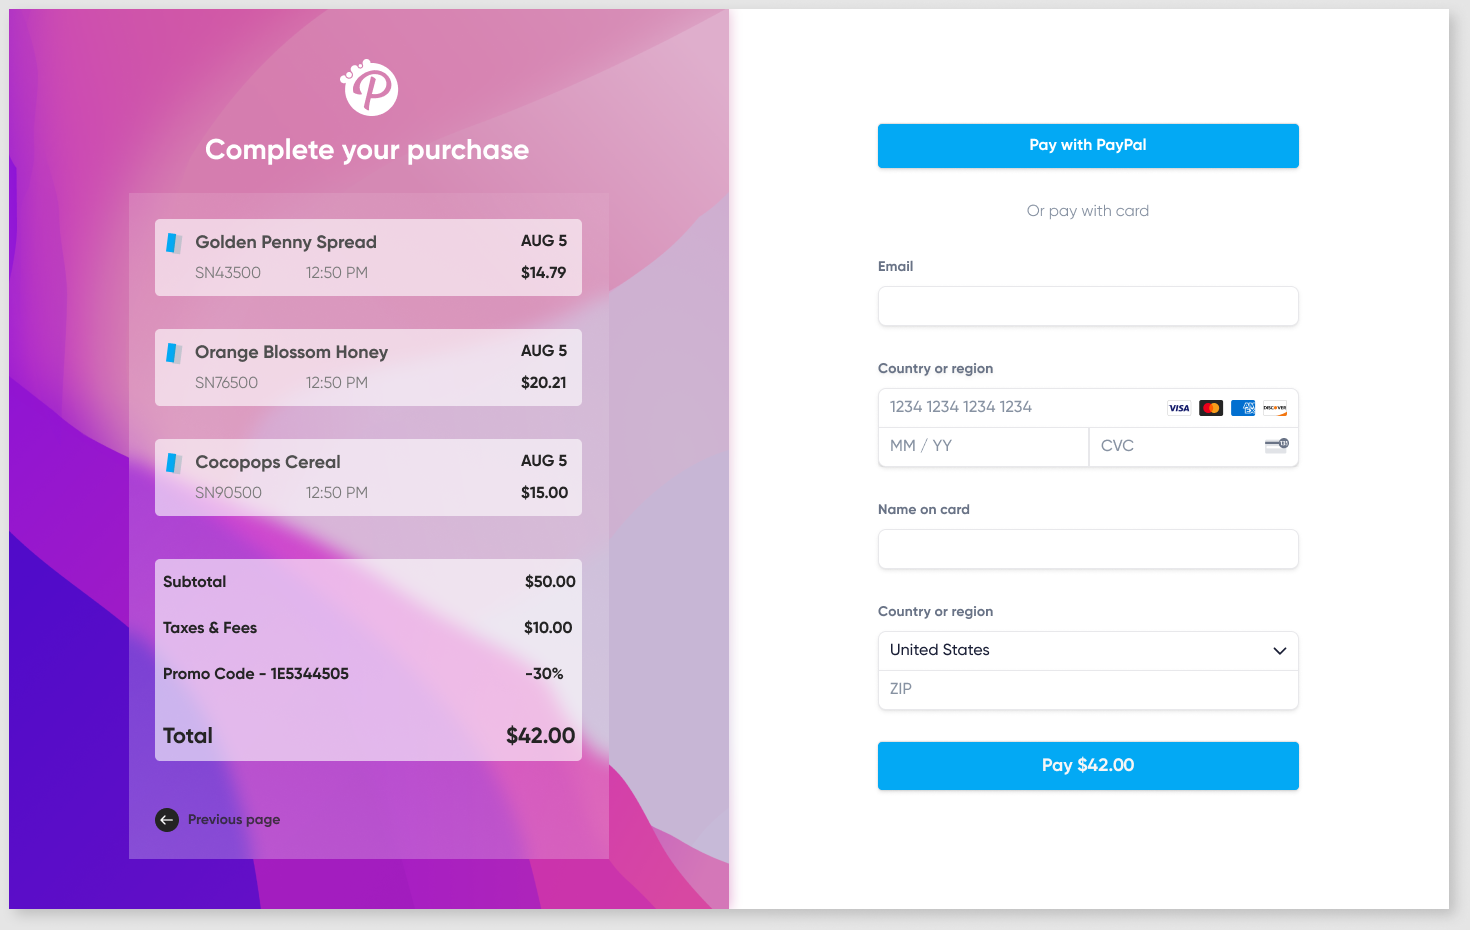 P
Complete your purchase
Golden Penny Spread AUG 5
SN43500 12:50 PM $14.79
Orange Blossom Honey AUG 5
SN76500 12:50 PM $20.21
Cocopops Cereal AUG 5
SN90500 12:50 PM $15.00
Subtotal $50.00
Taxes & Fees $10.00
Promo Code - 1E5344505 -30%
Total $42.00
Previous page
Pay with PayPal
Or pay with card
Email
Country or region
1234 1234 1234 1234 VISA AMEX DISCOVER
MM / YY CVC 135
Name on card
Country or region
United States
ZIP
Pay $42.00